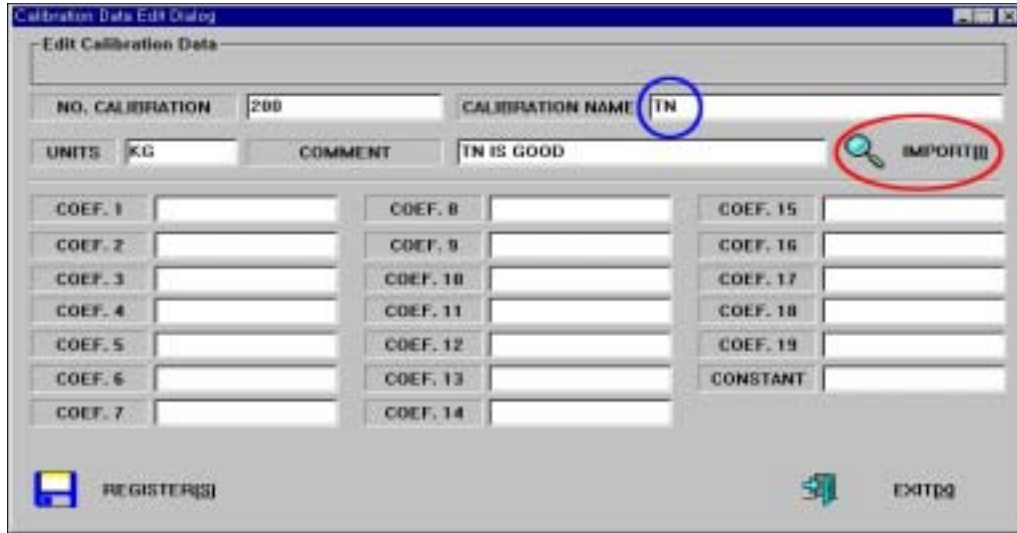 Calibration Data Edit Dialog
Edit Calibration Data
NO. CALIBRATION 200 CALIBRATION NAME TN
UNITS KG COMMENT TN IS GOOD IMPORT[I]
COEF. 1 COEF. 8 COEF. 15
COEF. 2 COEF. 9 COEF. 16
COEF. 3 COEF. 10 COEF. 17
COEF. 4 COEF. 11 COEF. 18
COEF. 5 COEF. 12 COEF. 19
COEF. 6 COEF. 13 CONSTANT
COEF. 7 COEF. 14
REGISTER[S] EXIT[X]